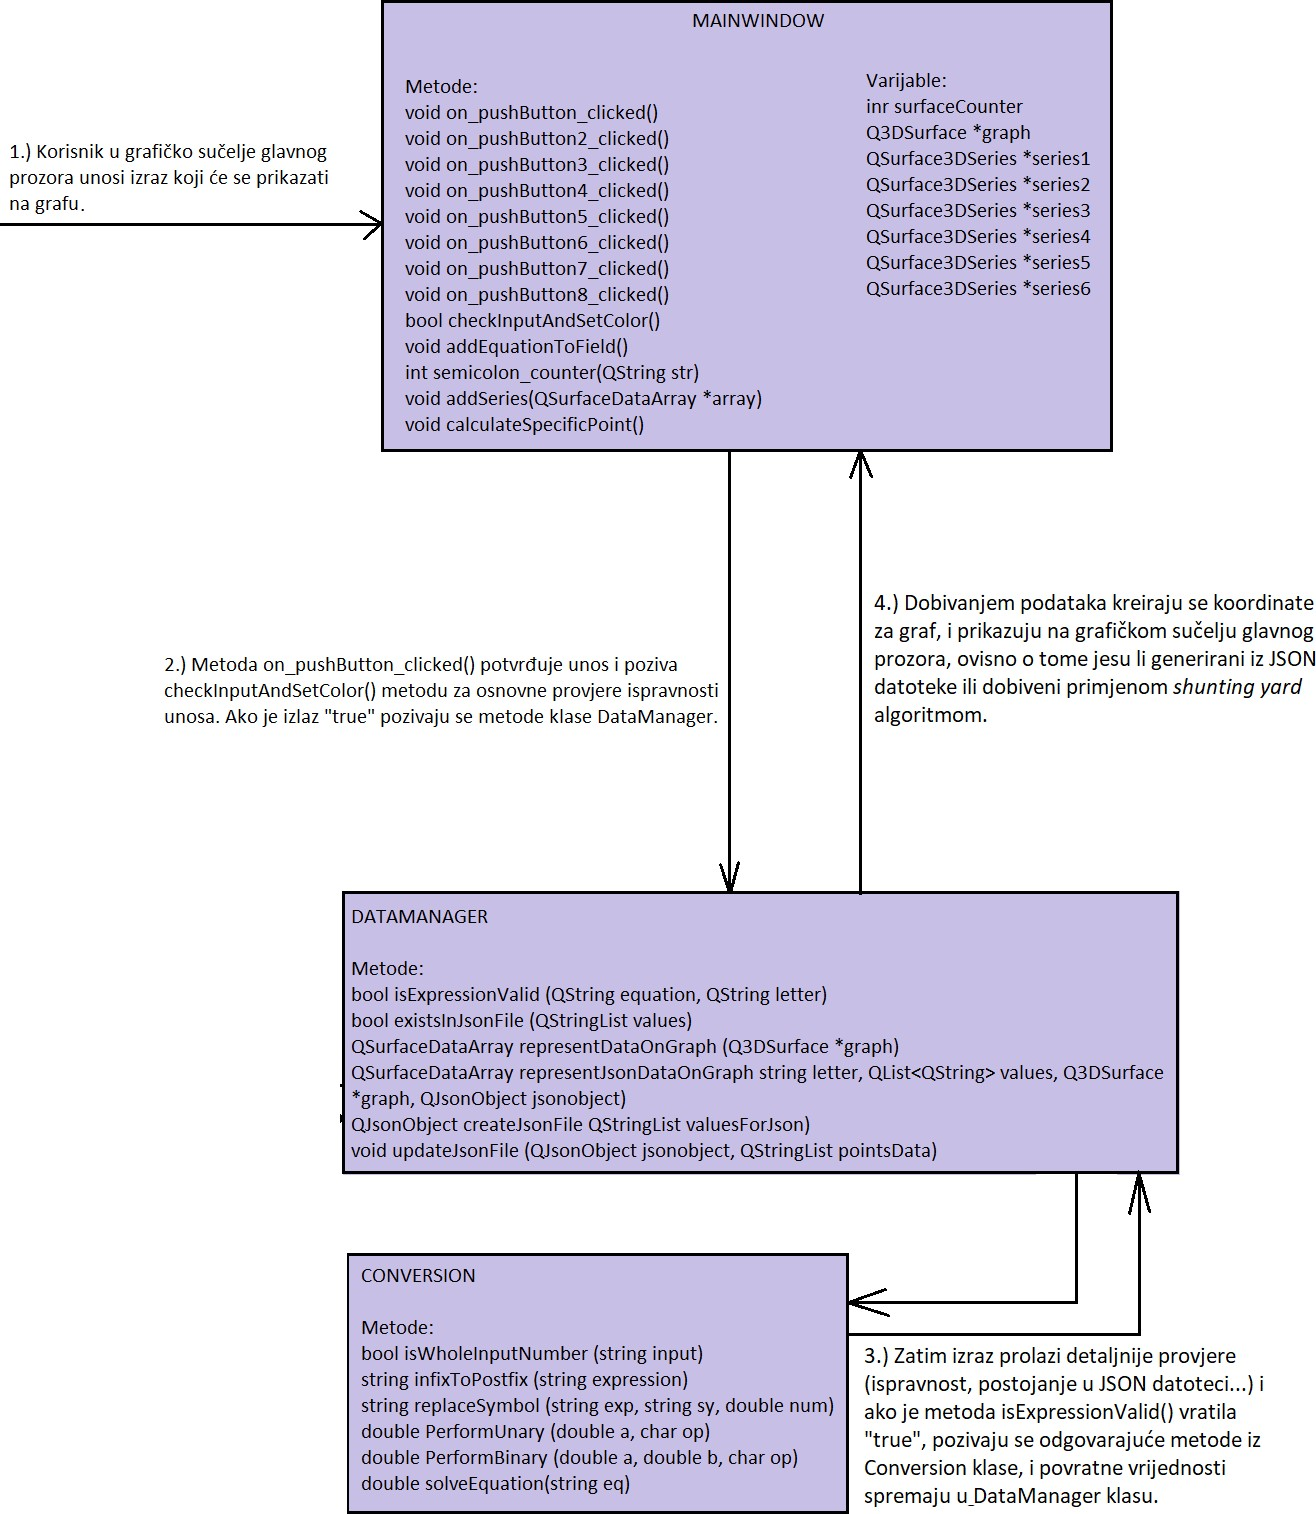 MAINWINDOW
Metode:
void on_pushButton_clicked()
void on_pushButton2_clicked()
void on_pushButton3_clicked()
void on_pushButton4_clicked()
void on_pushButton5_clicked()
void on_pushButton6_clicked()
void on_pushButton7_clicked()
void on_pushButton8_clicked()
bool checkInputAndSetColor()
void addEquationToField()
int semicolon_counter(QString str)
void addSeries(QSurfaceDataArray *array)
void calculateSpecificPoint()
Varijable:
inr surfaceCounter
Q3DSurface *graph
QSurface3DSeries *series1
QSurface3DSeries *series2
QSurface3DSeries *series3
QSurface3DSeries *series4
QSurface3DSeries *series5
QSurface3DSeries *series6
1.) Korisnik u grafičko sučelje glavnog
prozora unosi izraz koji će se prikazati
na grafu.
2.) Metoda on_pushButton_clicked() potvrđuje unos i poziva
checkInputAndSetColor() metodu za osnovne provjere ispravnosti
unosa. Ako je izlaz "true" pozivaju se metode klase DataManager.
4.) Dobivanjem podataka kreiraju se koordinate
za graf, i prikazuju na grafičkom sučelju glavnog
prozora, ovisno o tome jesu li generirani iz JSON
datoteke ili dobiveni primjenom shunting yard
algoritmom.
DATAMANAGER
Metode:
bool isExpressionValid (QString equation, QString letter)
bool existsInJsonFile (QStringList values)
QSurfaceDataArray representDataOnGraph (Q3DSurface *graph)
QSurfaceDataArray representJsonDataOnGraph string letter, QList<QString> values, Q3DSurface
*graph, QJsonObject jsonobject)
QJsonObject createJsonFile QStringList valuesForJson)
void updateJsonFile (QJsonObject jsonobject, QStringList pointsData)
CONVERSION
Metode:
bool isWholeInputNumber (string input)
string infixToPostfix (string expression)
string replaceSymbol (string exp, string sy, double num)
double PerformUnary (double a, char op)
double PerformBinary (double a, double b, char op)
double solveEquation(string eq)
3.) Zatim izraz prolazi detaljnije provjere
(ispravnost, postojanje u JSON datoteci...) i
ako je metoda isExpressionValid() vratila
"true", pozivaju se odgovarajuće metode iz
Conversion klase, i povratne vrijednosti
spremaju u DataManager klasu.